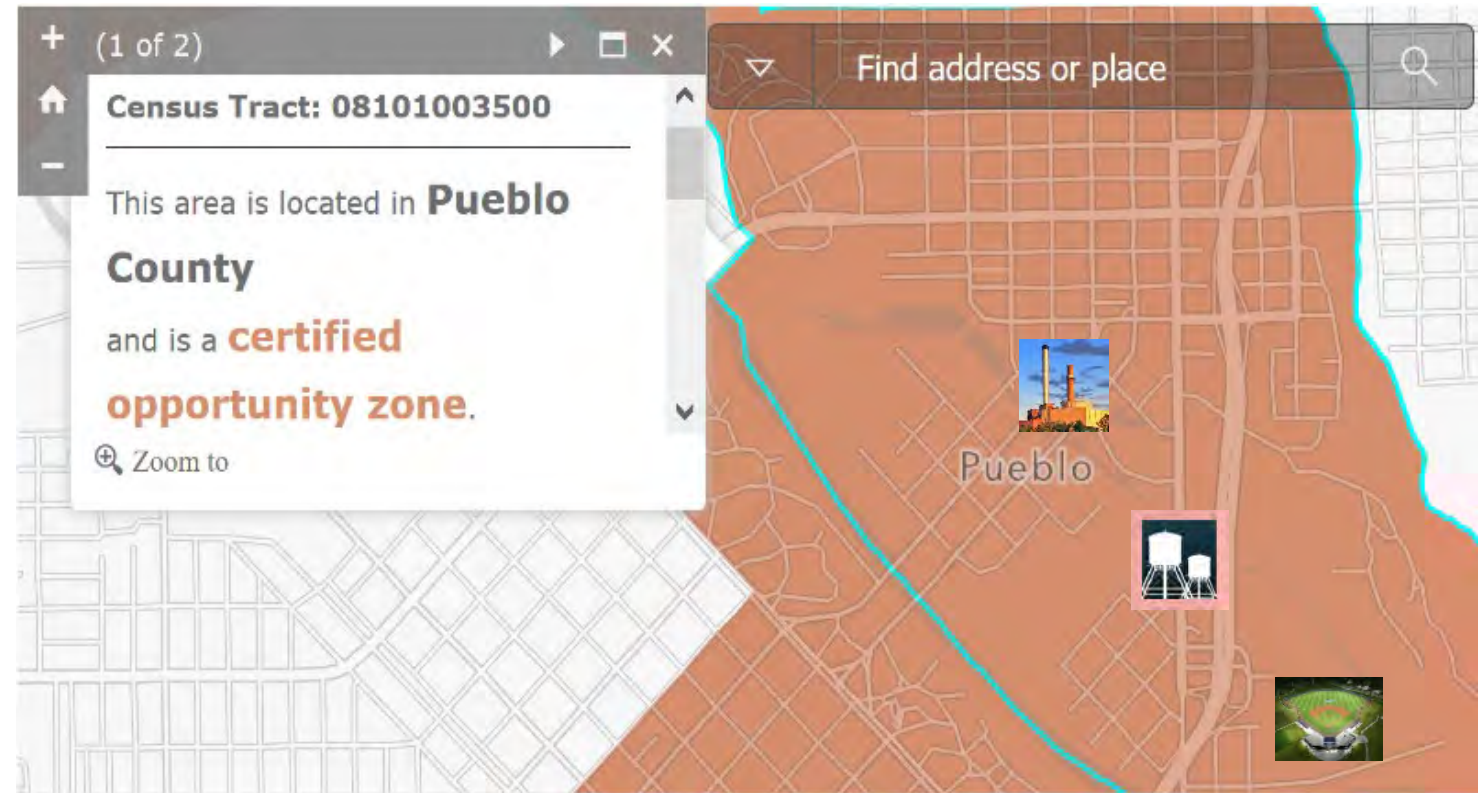 (1 of 2)
Find address or place
Census Tract: 08101003500
This area is located in Pueblo
County
and is a certified
opportunity zone.
Zoom to
Pueblo